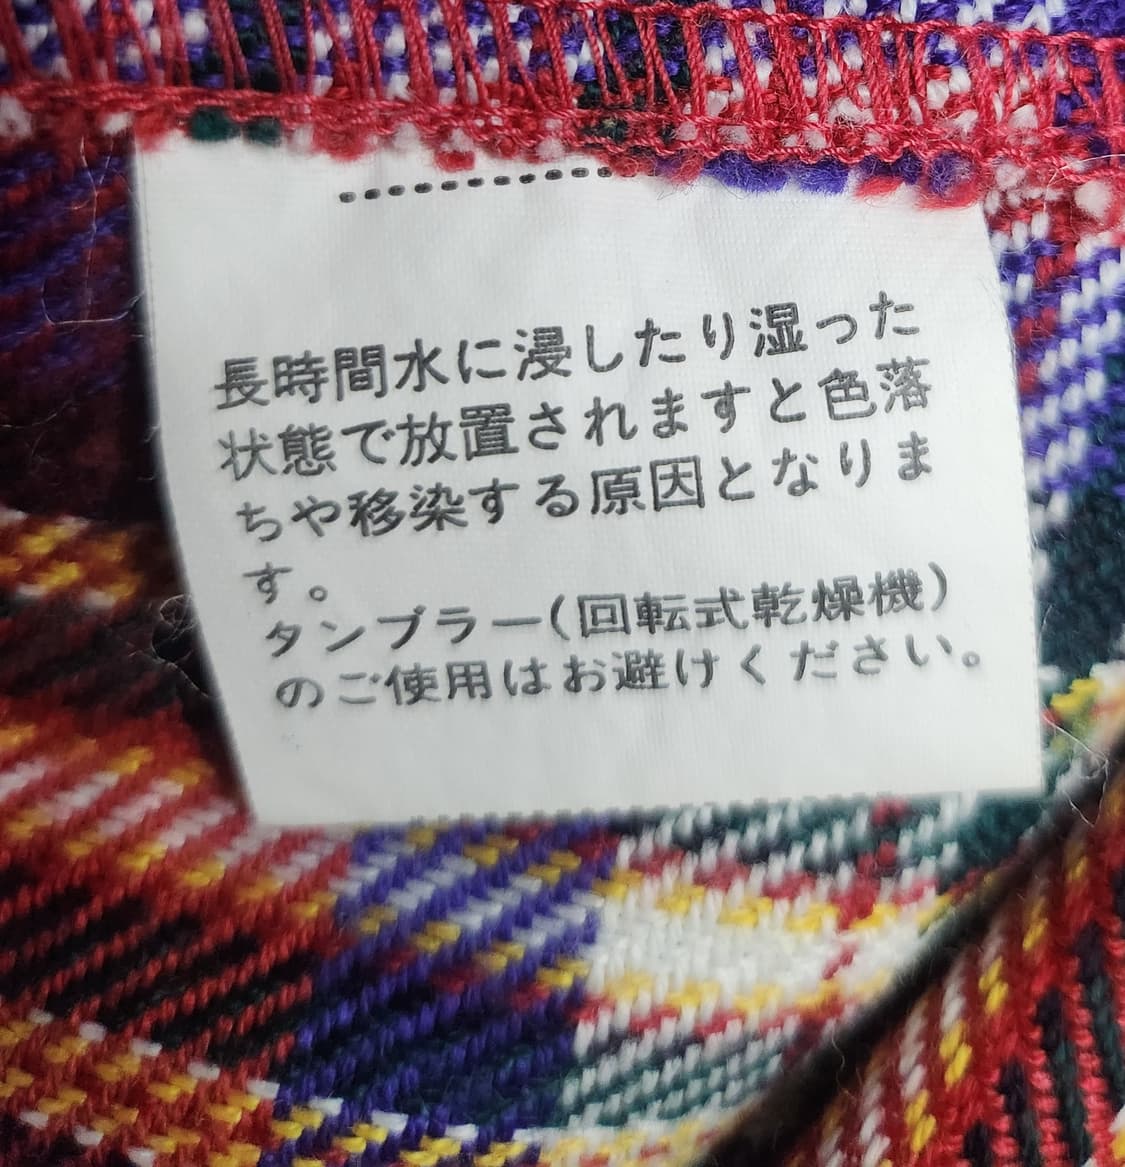 長時間水に浸したり湿った
状態で放置されますと色落
ちや移染する原因となりま
す。
タンブラー(回転式乾燥機)
のご使用はお避けください。